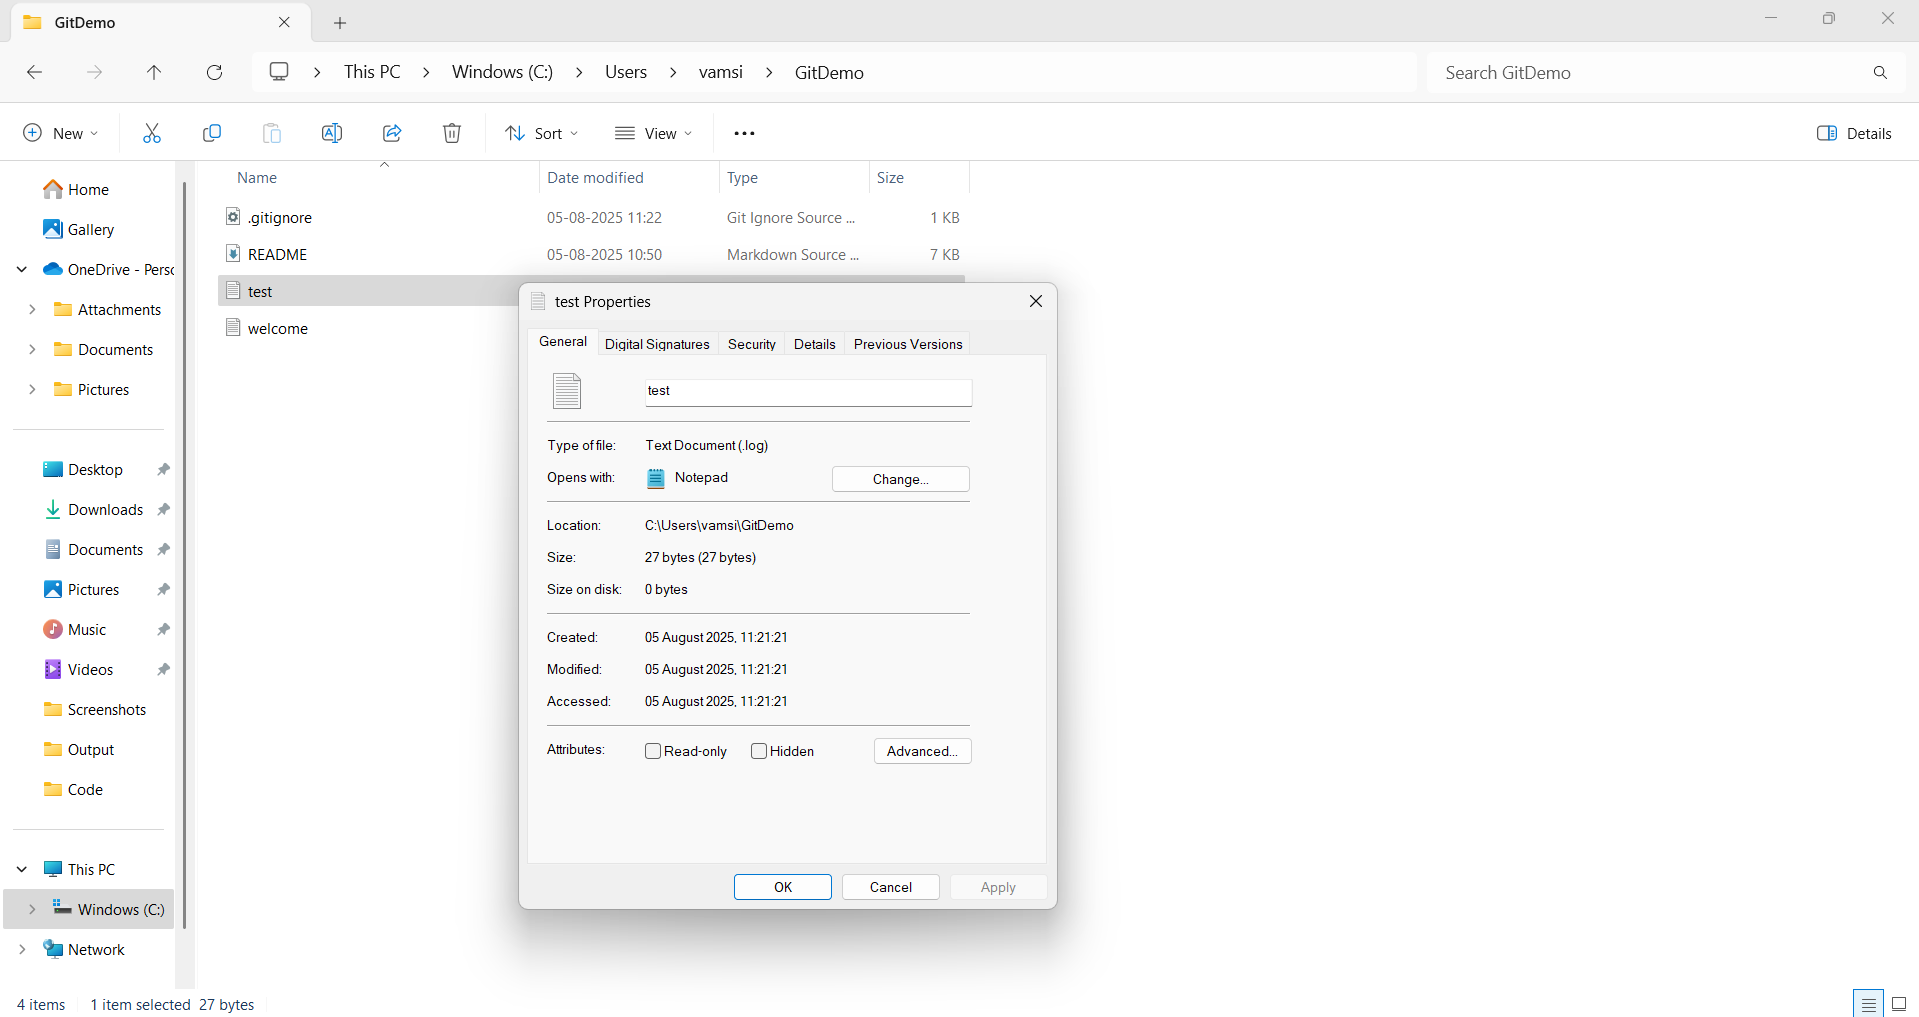 GitDemo
This PC > Windows (C:) > Users > vamsi > GitDemo
Search GitDemo
New
Sort
View
Details
Home
Gallery
OneDrive - Pers
Attachments
Documents
Pictures
Desktop
Downloads
Documents
Pictures
Music
Videos
Screenshots
Output
Code
This PC
Windows (C:)
Network
Name Date modified Type Size
.gitignore 05-08-2025 11:22 Git Ignore Source ... 1 KB
README 05-08-2025 10:50 Markdown Source ... 7 KB
test
welcome
test Properties
General Digital Signatures Security Details Previous Versions
test
Type of file: Text Document (.log)
Opens with: Notepad Change...
Location: C:\Users\vamsi\GitDemo
Size: 27 bytes (27 bytes)
Size on disk: 0 bytes
Created: 05 August 2025, 11:21:21
Modified: 05 August 2025, 11:21:21
Accessed: 05 August 2025, 11:21:21
Attributes: Read-only Hidden Advanced...
OK Cancel Apply
4 items 1 item selected 27 bytes